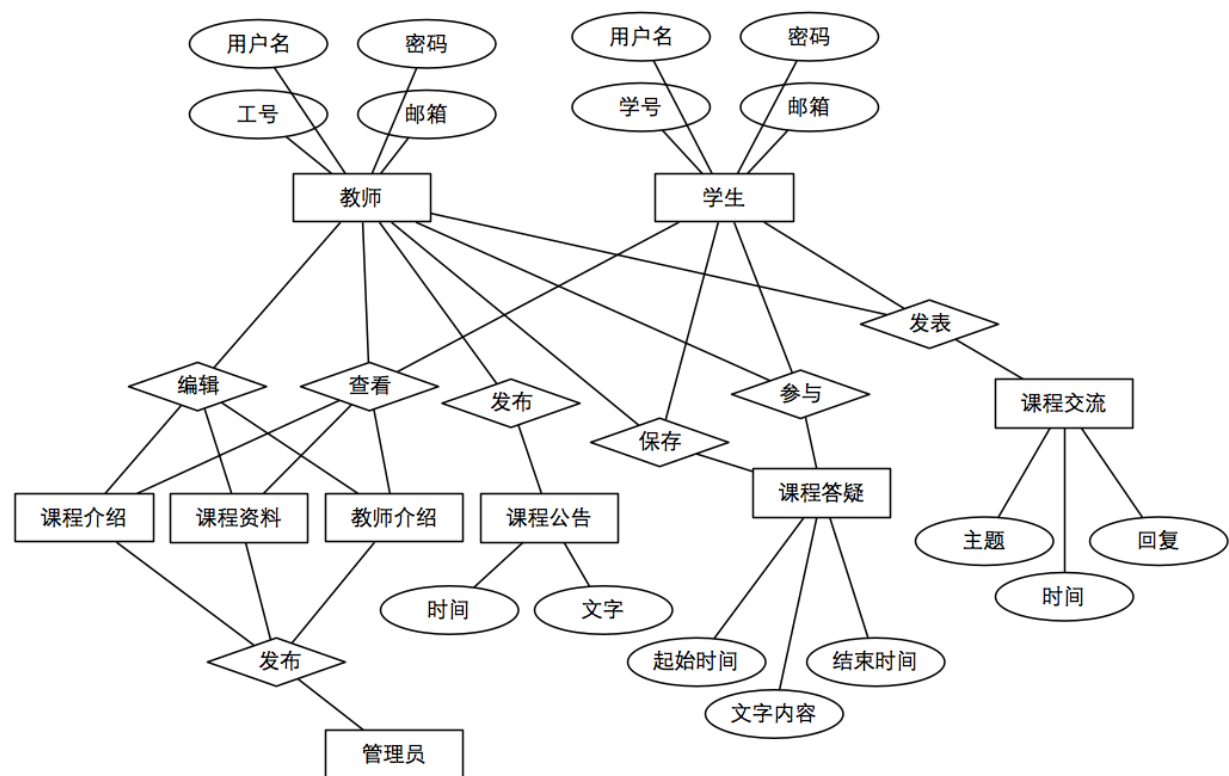 用户名
密码
用户名
密码
工号
邮箱
学号
邮箱
教师
学生
发表
编辑
查看
发布
参与
课程交流
保存
课程介绍
课程资料
教师介绍
课程公告
课程答疑
主题
回复
时间
时间
文字
发布
起始时间
结束时间
文字内容
管理员